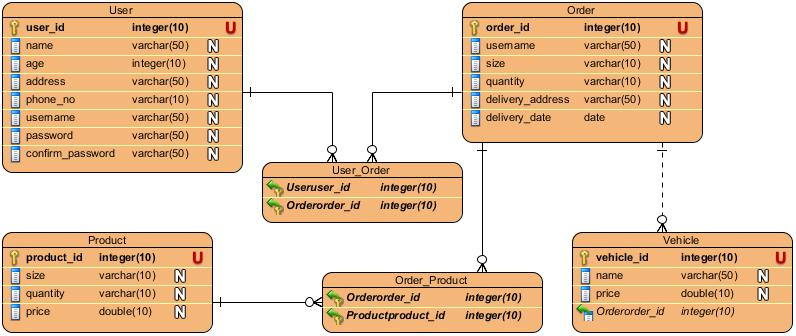 User
user_id integer(10) U
name varchar(50) N
age integer(10) N
address varchar(50) N
phone_no varchar(10) N
username varchar(50) N
password varchar(50) N
confirm_password varchar(50) N
Order
order_id integer(10) U
username varchar(50) N
size varchar(10) N
quantity varchar(10) N
delivery_address varchar(50) N
delivery_date date N
User_Order
Useruser_id integer(10)
Orderorder_id integer(10)
Product
product_id integer(10) U
size varchar(10) N
quantity varchar(10) N
price double(10) N
Order_Product
Orderorder_id integer(10)
Productproduct_id integer(10)
Vehicle
vehicle_id integer(10) U
name varchar(50) N
price double(10) N
Orderorder_id integer(10)